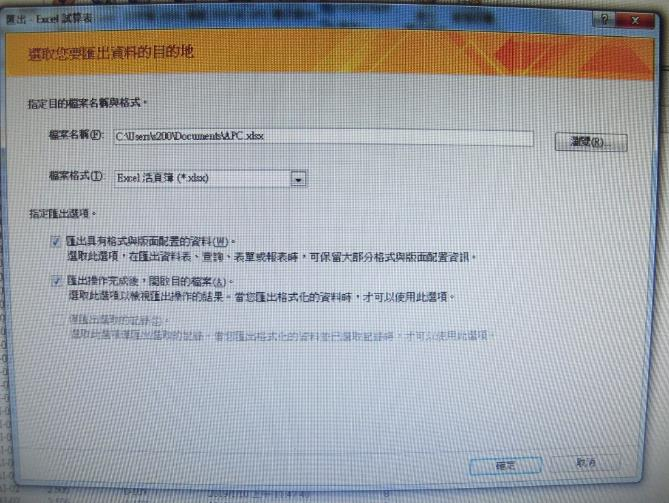 匯出 - Excel 試算表
選取您要匯出資料的目的地
指定目的檔案名稱與格式。
檔案名稱(F): C:\Users\s200\Documents\APC.xlsx 瀏覽(R)...
檔案格式(T): Excel 活頁簿 (*.xlsx)
指定匯出選項。
匯出具有格式與版面配置的資料(W)。
選取此選項，在匯出資料表、查詢、表單或報表時，可保留大部分格式與版面配置資訊。
匯出操作完成後，開啟目的檔案(A)。
選取此選項以檢視匯出操作的結果。當您匯出格式化的資料時，才可以使用此選項。
僅匯出選取的記錄(S)。
選取此選項僅匯出選取的記錄。當您匯出格式化的資料並已選取記錄時，才可以使用此選項。
確定 取消